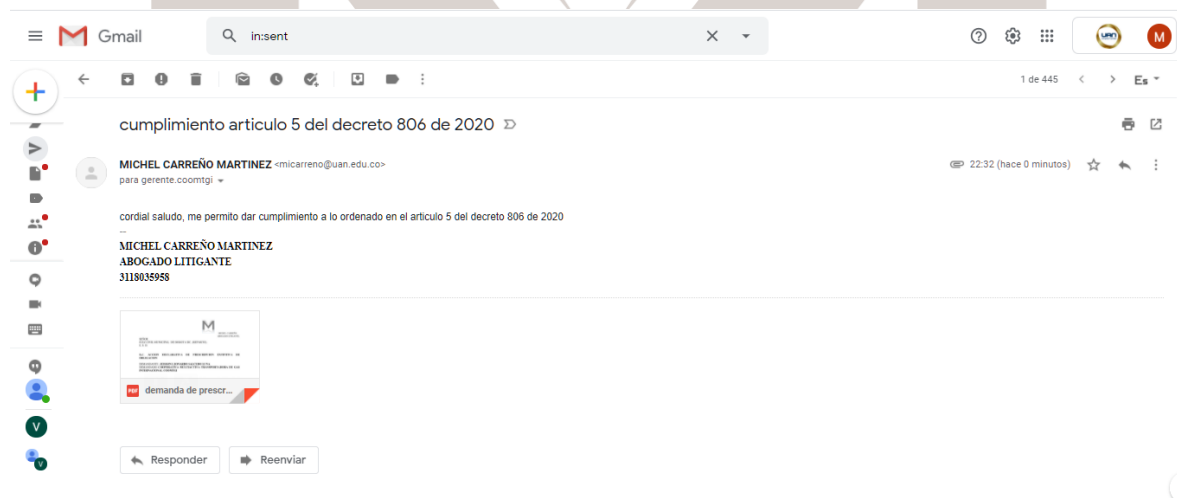 Gmail
in:sent
UAN
M
1 de 445
Es
cumplimiento articulo 5 del decreto 806 de 2020
MICHEL CARREÑO MARTINEZ <micarreno@uan.edu.co>
22:32 (hace 0 minutos)
para gerente.coomtgi
cordial saludo, me permito dar cumplimiento a lo ordenado en el articulo 5 del decreto 806 de 2020
--
MICHEL CARREÑO MARTINEZ
ABOGADO LITIGANTE
3118035958
M
PDF demanda de prescr...
V
V
Responder
Reenviar